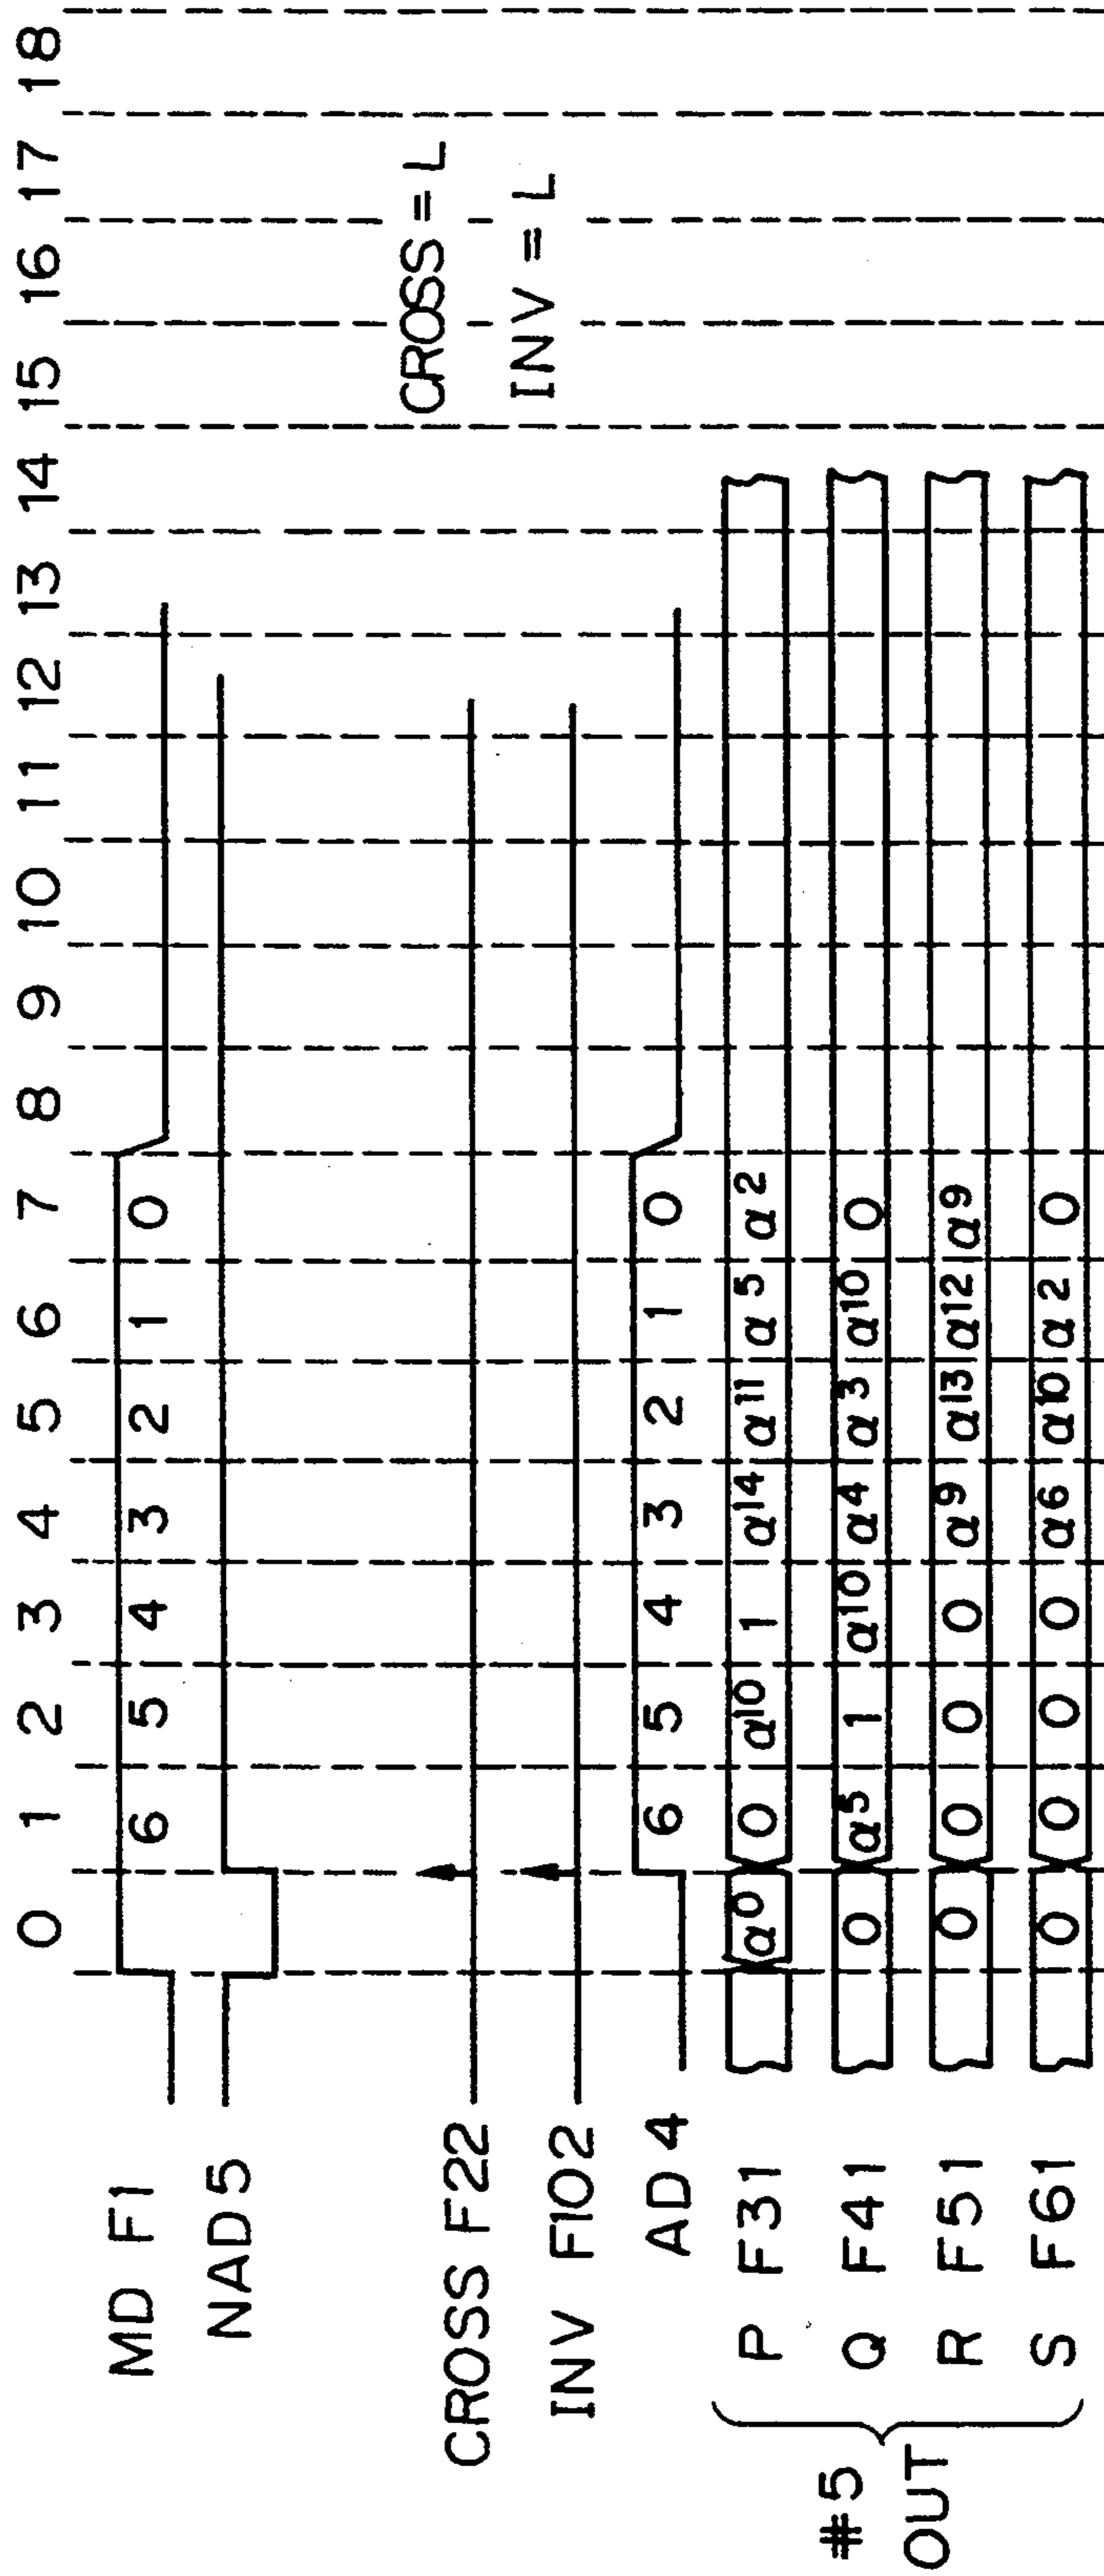 0 1 2 3 4 5 6 7 8 9 10 11 12 13 14 15 16 17 18
MD F1 6 5 4 3 2 1 0
NAD 5
CROSS F22 CROSS = L
INV F102 INV = L
AD 4 6 5 4 3 2 1 0
#5 OUT
P F31 α⁰ 0 α¹⁰ 1 α¹⁴ α¹¹ α⁵ α²
Q F41 0 α⁵ 1 α¹⁰ α⁴ α³ α¹⁰ 0
R F51 0 0 0 0 α⁹ α¹³ α¹² α⁹
S F61 0 0 0 0 α⁶ α¹⁰ α² 0